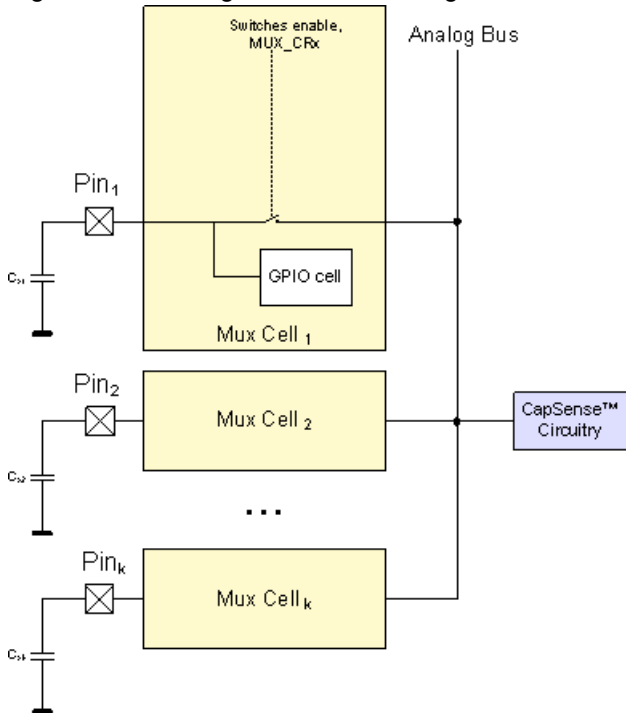 Switches enable,
MUX_CRx
Analog Bus
Pin1
GPIO cell
Mux Cell 1
Pin2
Mux Cell 2
CapSense™
Circuitry
...
Pink
Mux Cell k